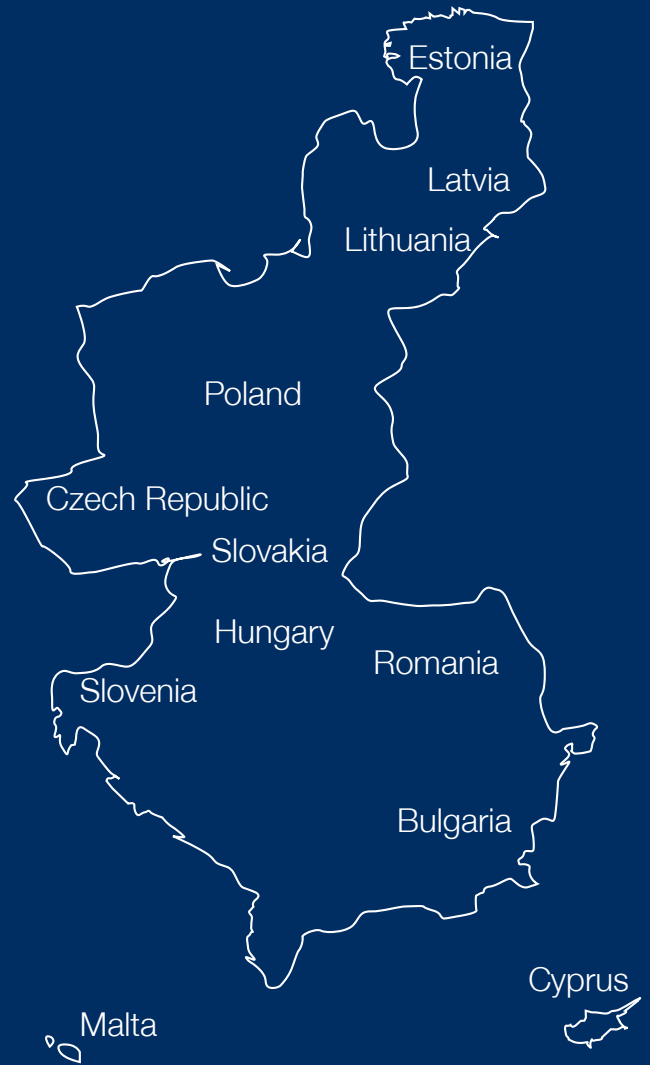 Estonia
Latvia
Lithuania
Poland
Czech Republic
Slovakia
Hungary
Romania
Slovenia
Bulgaria
Cyprus
Malta